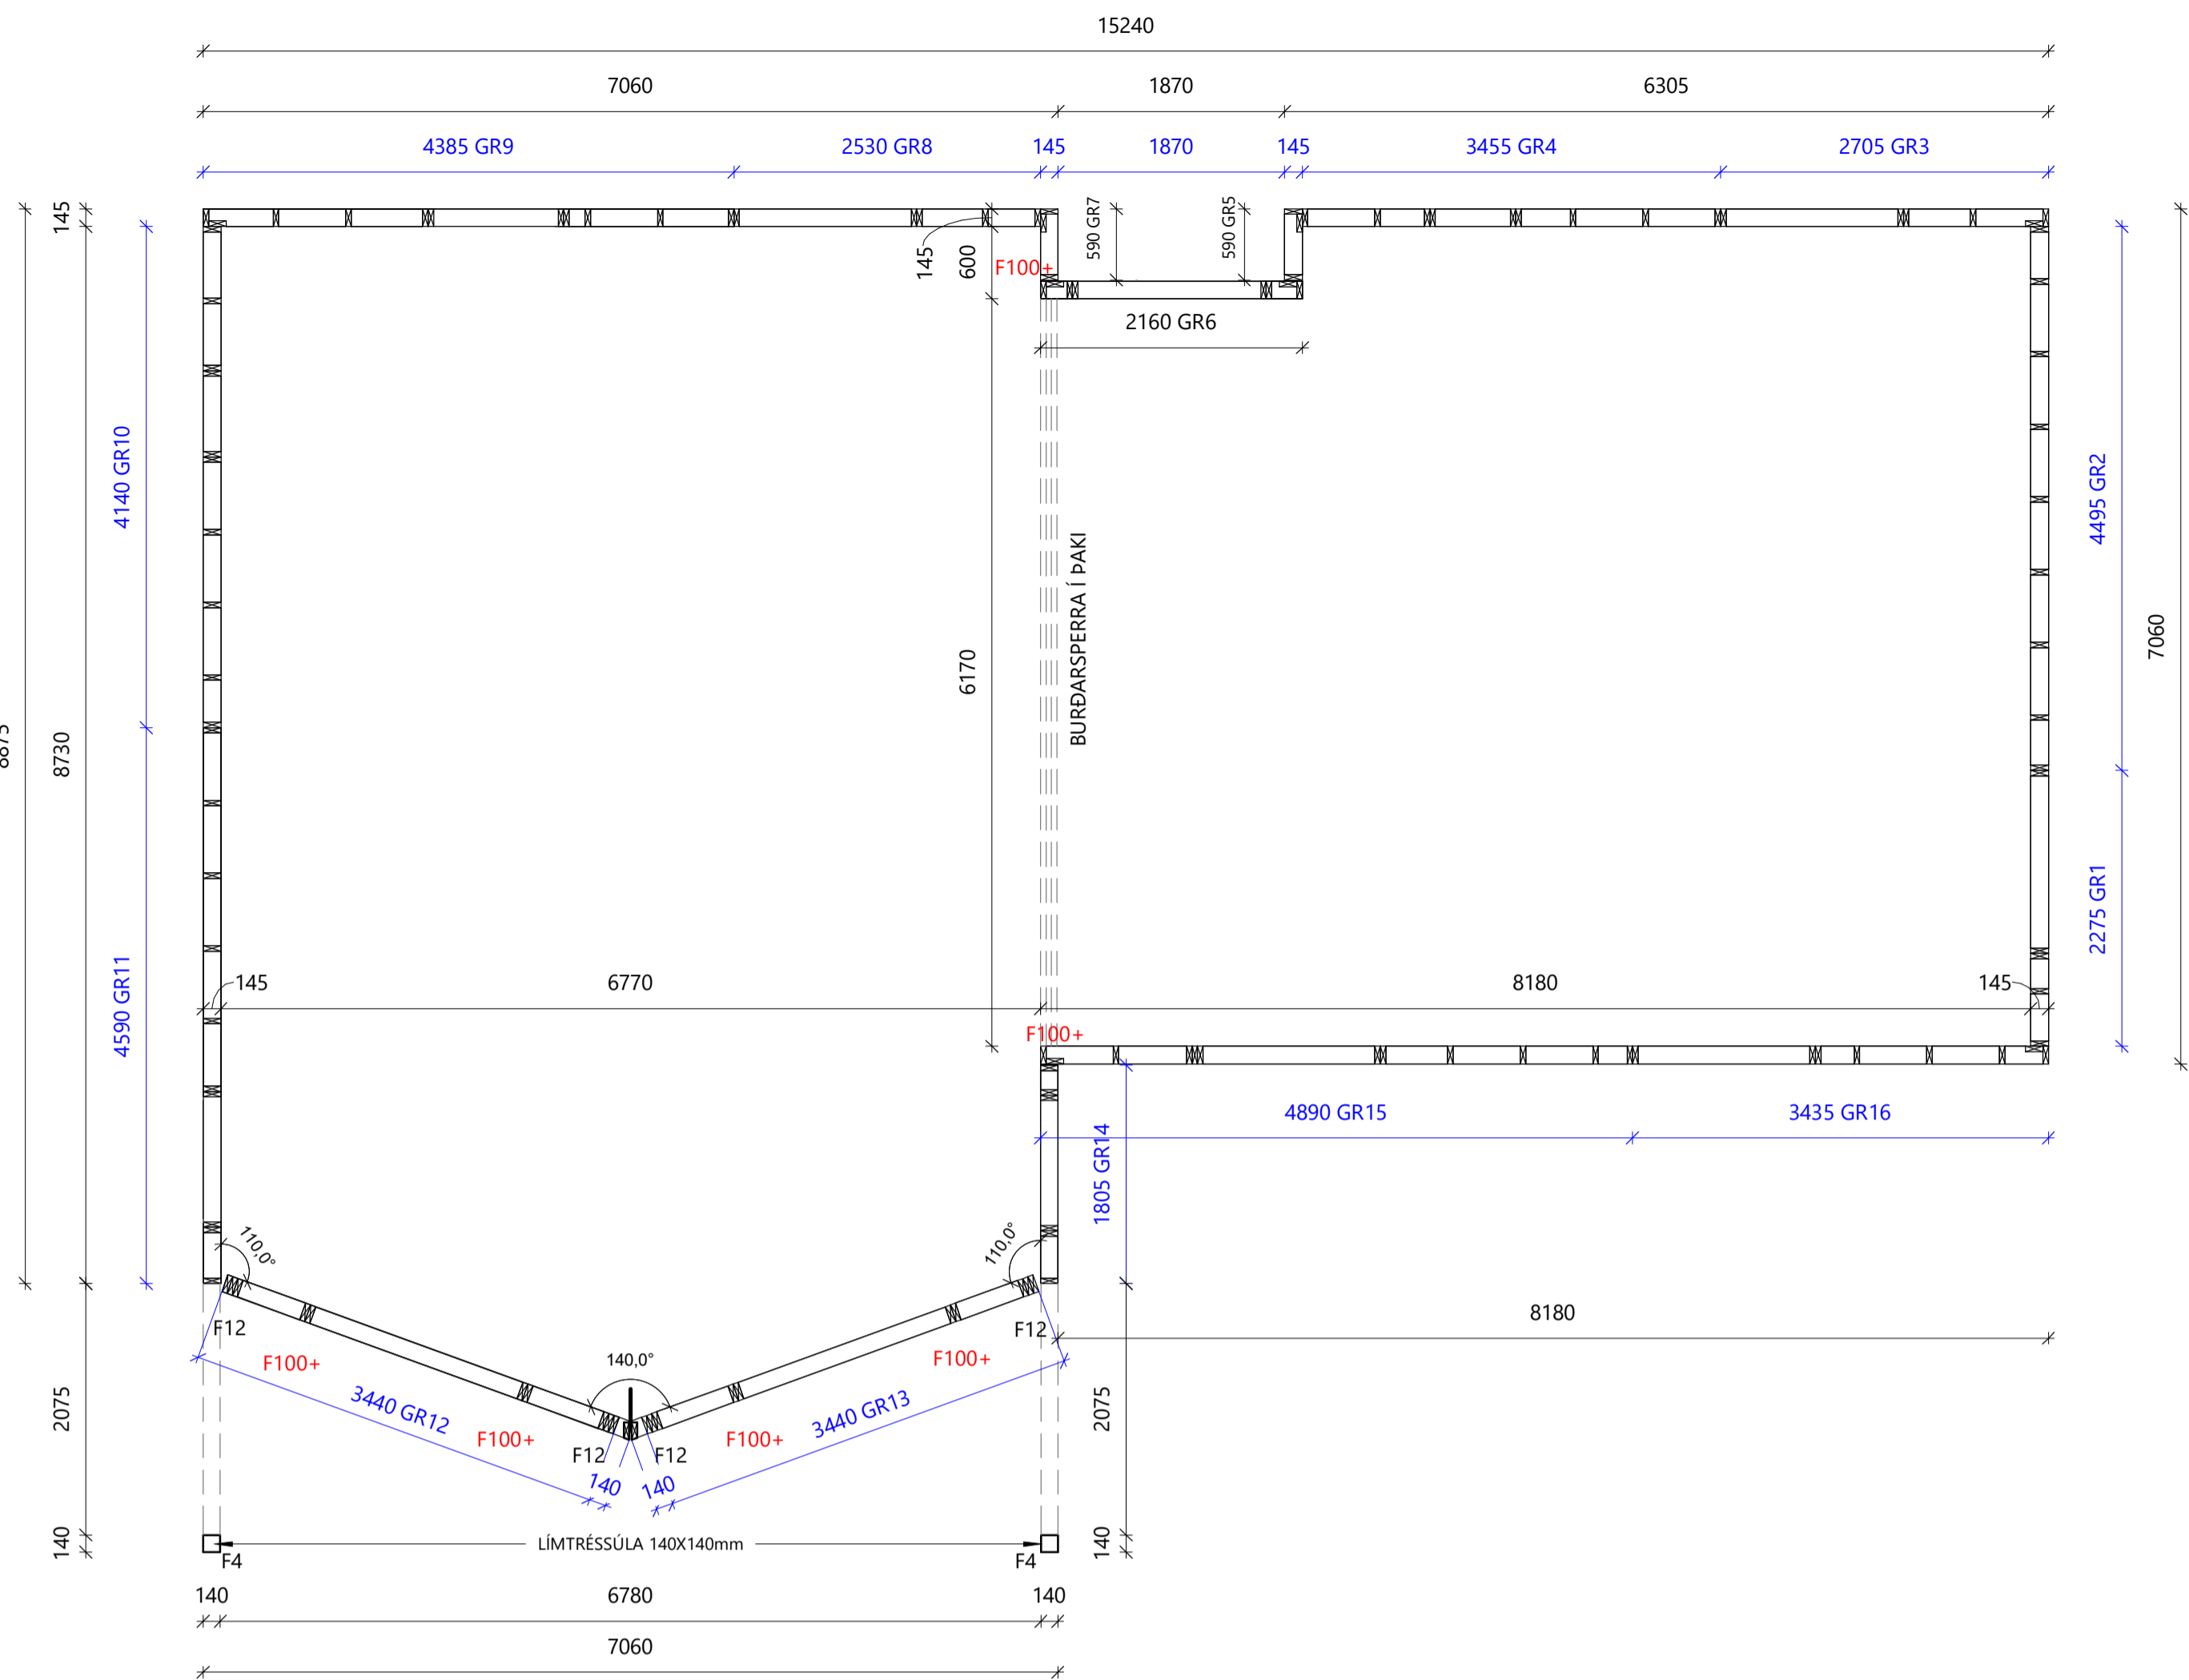 15240
7060 1870 6305
4385 GR9 2530 GR8 145 1870 145 3455 GR4 2705 GR3
145
145
600
F100+
590 GR7
590 GR5
2160 GR6
4140 GR10
8730
4590 GR11
6170
BURÐARSPERRA Í ÞAKI
4495 GR2
7060
2275 GR1
145 6770 8180 145
F100+
4890 GR15 3435 GR16
1805 GR14
110,0° 110,0°
8180
F12 F12
F100+ 140,0° F100+
3440 GR12 3440 GR13
2075 2075
F100+ F100+
F12 F12
140 140
140 LÍMTRÉSSÚLA 140X140mm 140
F4 F4
140 6780 140
7060